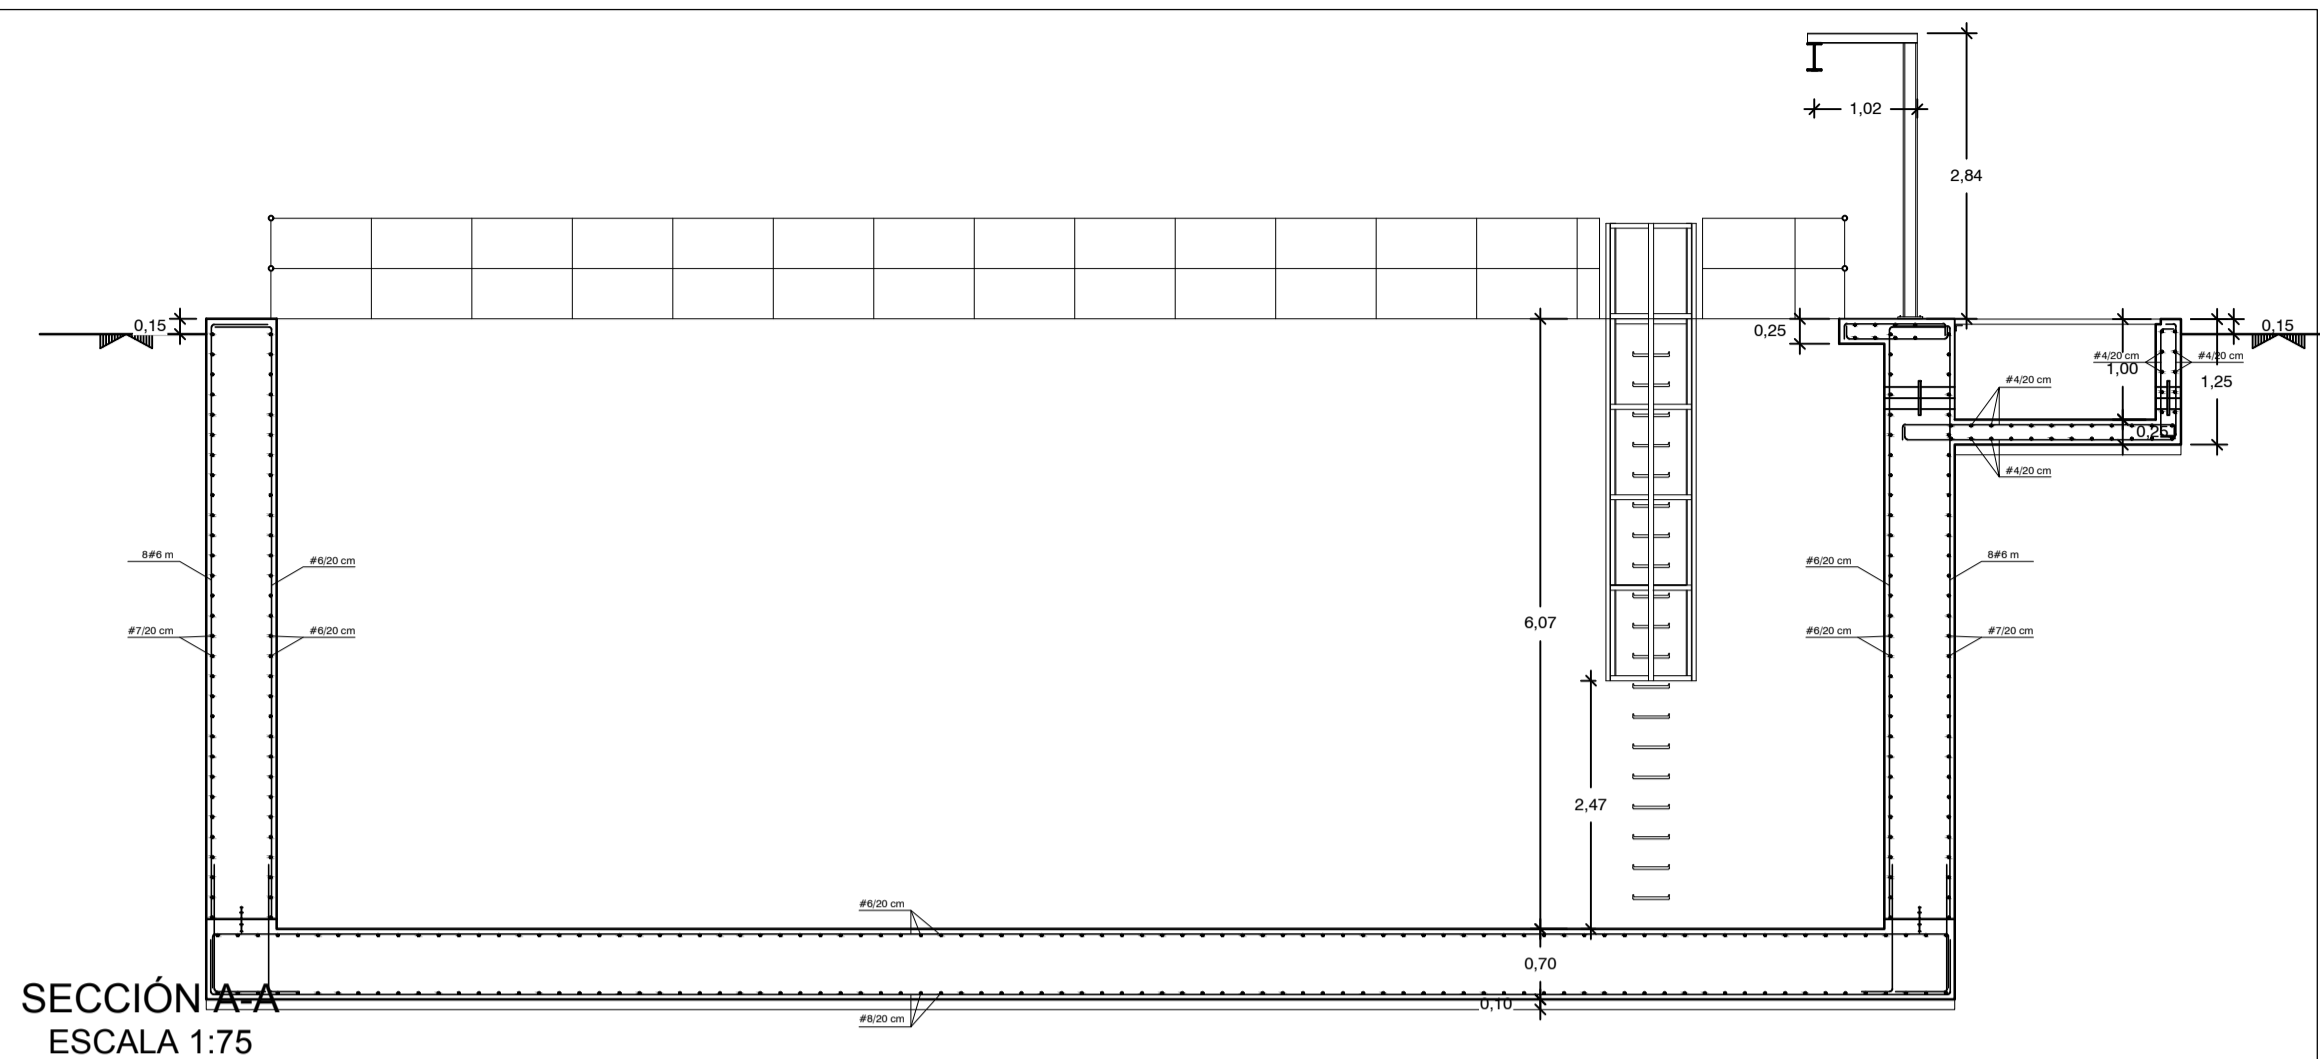 1,02
2,84
0,15
0,25
0,15
#4/20 cm
#4/20 cm
1,00
#4/20 cm
1,25
0,25
#4/20 cm
8#6 m
#6/20 cm
#6/20 cm
8#6 m
6,07
#7/20 cm
#6/20 cm
#6/20 cm
#7/20 cm
2,47
#6/20 cm
0,70
SECCIÓN A-A
0,10
#8/20 cm
ESCALA 1:75